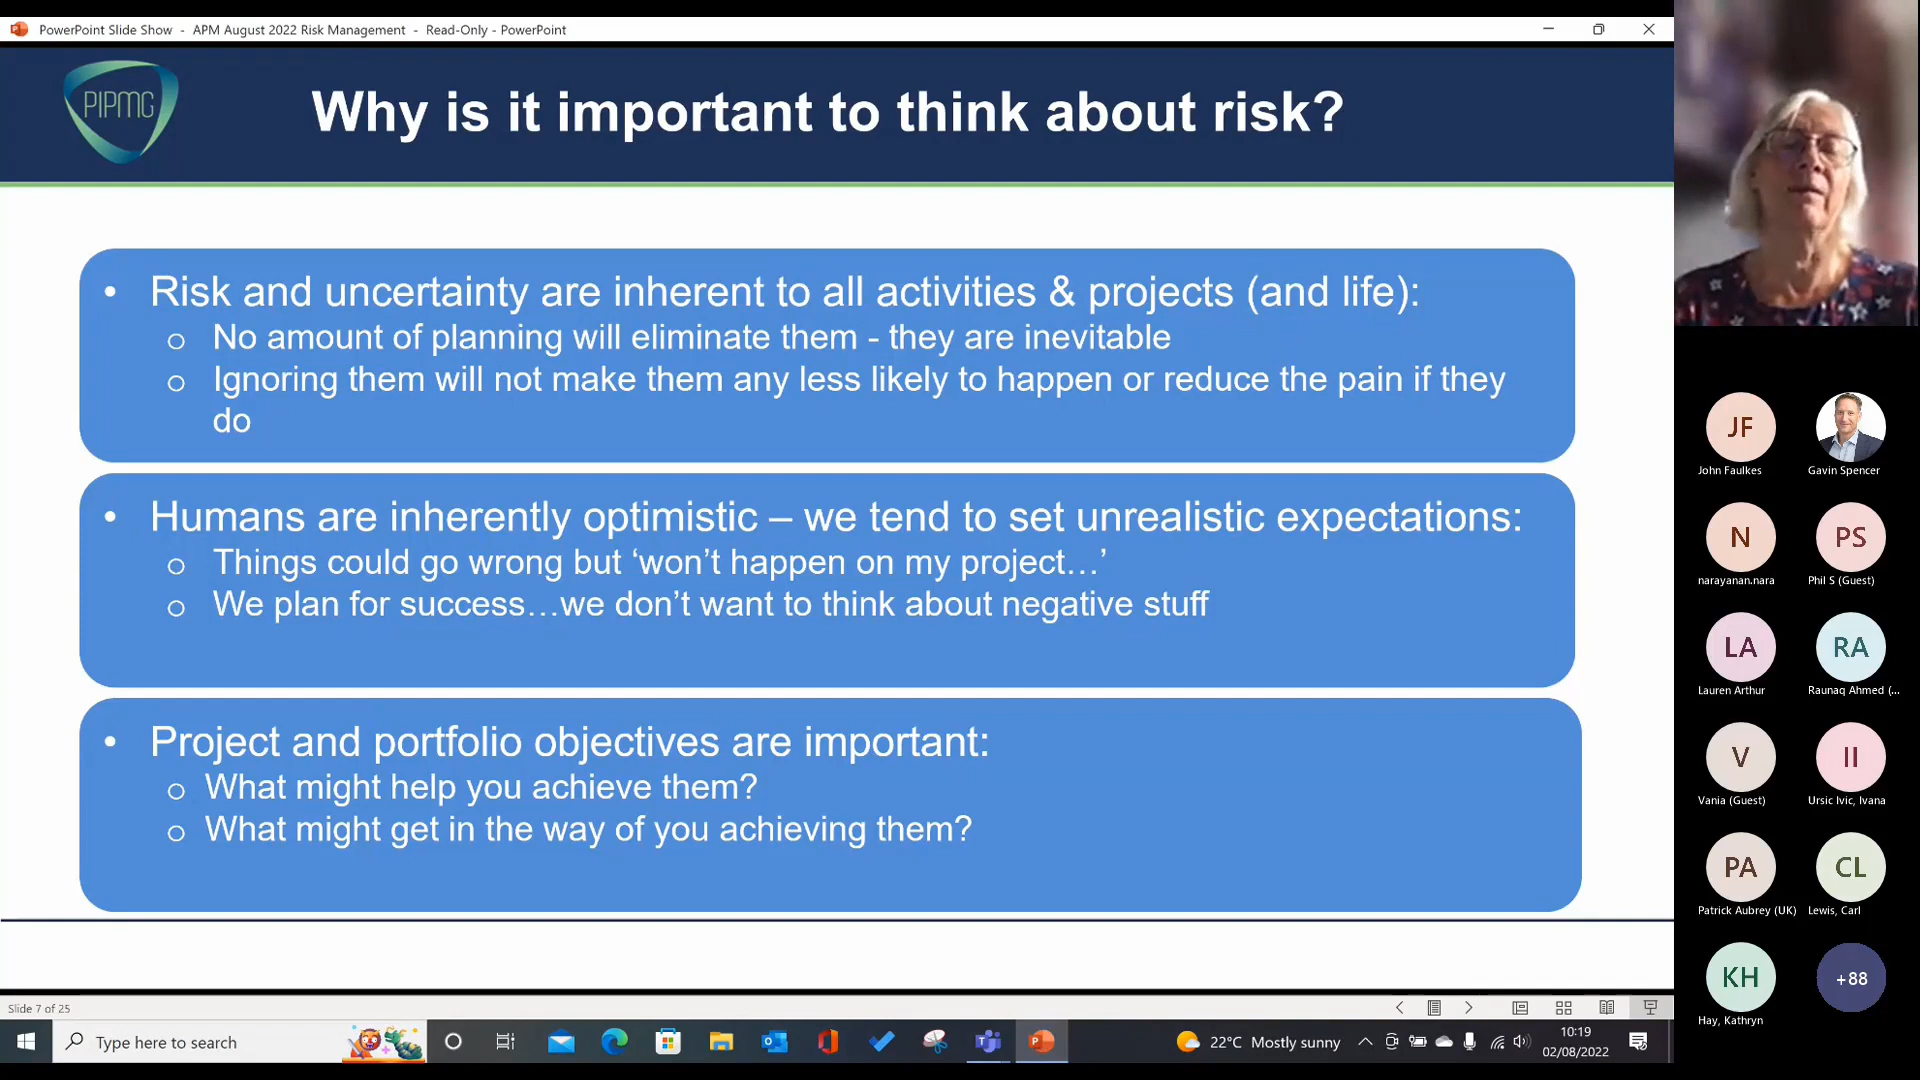 PowerPoint Slide Show - APM August 2022 Risk Management - Read-Only - PowerPoint
PIPMG
Why is it important to think about risk?
• Risk and uncertainty are inherent to all activities & projects (and life):
o No amount of planning will eliminate them - they are inevitable
o Ignoring them will not make them any less likely to happen or reduce the pain if they
do
• Humans are inherently optimistic – we tend to set unrealistic expectations:
o Things could go wrong but ‘won’t happen on my project…’
o We plan for success…we don’t want to think about negative stuff
• Project and portfolio objectives are important:
o What might help you achieve them?
o What might get in the way of you achieving them?
JF
John Faulkes
Gavin Spencer
N
narayanan.nara
PS
Phil S (Guest)
LA
Lauren Arthur
RA
Raunaq Ahmed (...
V
Vania (Guest)
II
Ursic Ivic, Ivana
PA
Patrick Aubrey (UK)
CL
Lewis, Carl
KH
Hay, Kathryn
+88
Slide 7 of 25
Type here to search
22°C Mostly sunny
10:19
02/08/2022